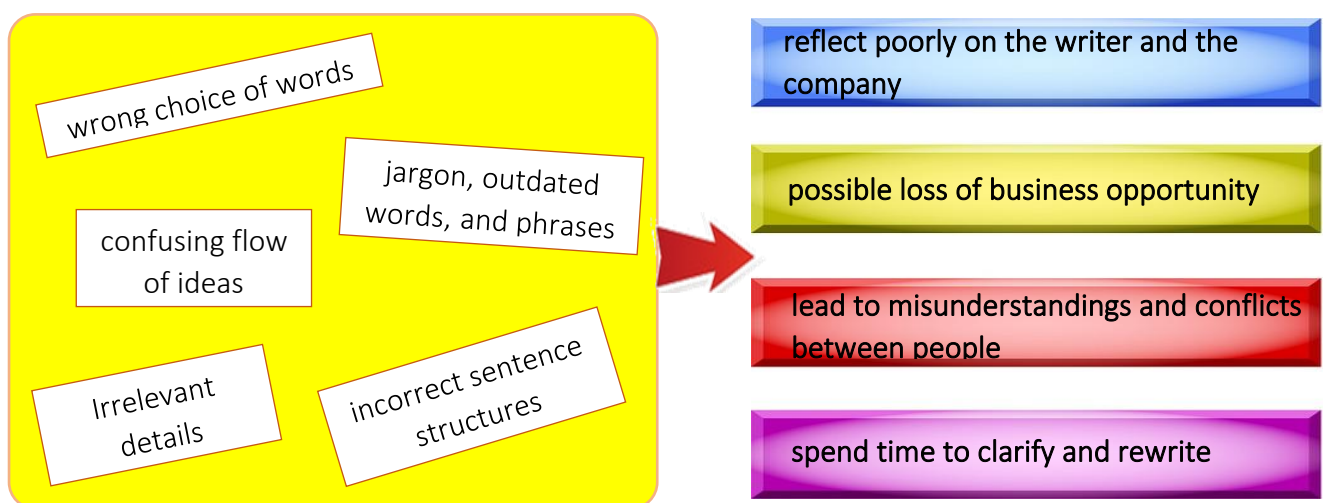 wrong choice of words
jargon, outdated
words, and phrases
confusing flow
of ideas
Irrelevant
details
incorrect sentence
structures
reflect poorly on the writer and the
company
possible loss of business opportunity
lead to misunderstandings and conflicts
between people
spend time to clarify and rewrite